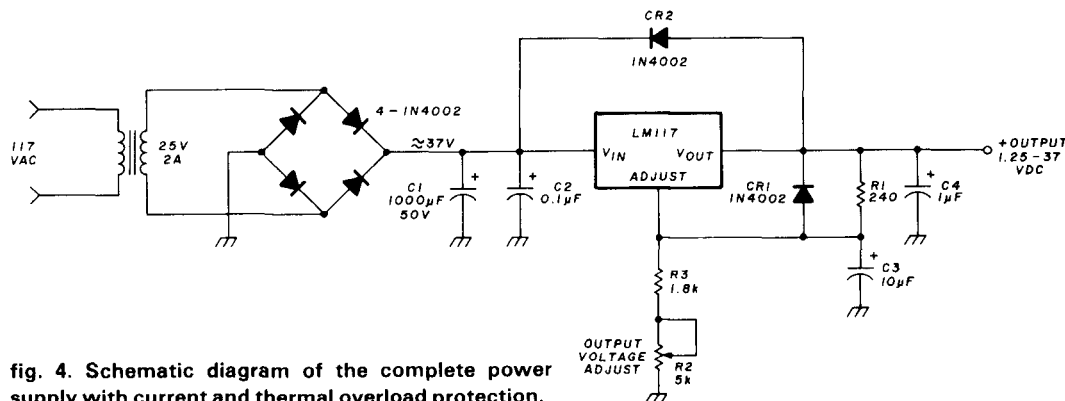 CR2
1N4002
4-1N4002
117
VAC
25V
2A
≈37V
LM117
VIN
VOUT
ADJUST
+OUTPUT
1.25-37
VDC
+
C1
1000µF
50V
+
C2
0.1µF
CR1
1N4002
R1
240
+
C4
1µF
+
C3
10µF
R3
1.8k
OUTPUT
VOLTAGE
ADJUST
R2
5k
fig. 4. Schematic diagram of the complete power
supply with current and thermal overload protection.